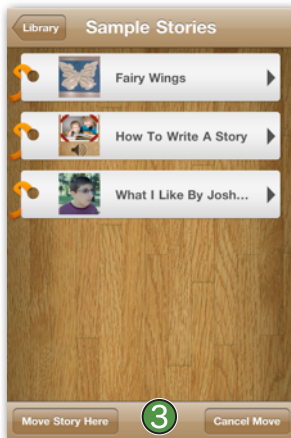 Library
Sample Stories
Fairy Wings
How To Write A Story
What I Like By Josh...
Move Story Here
3
Cancel Move